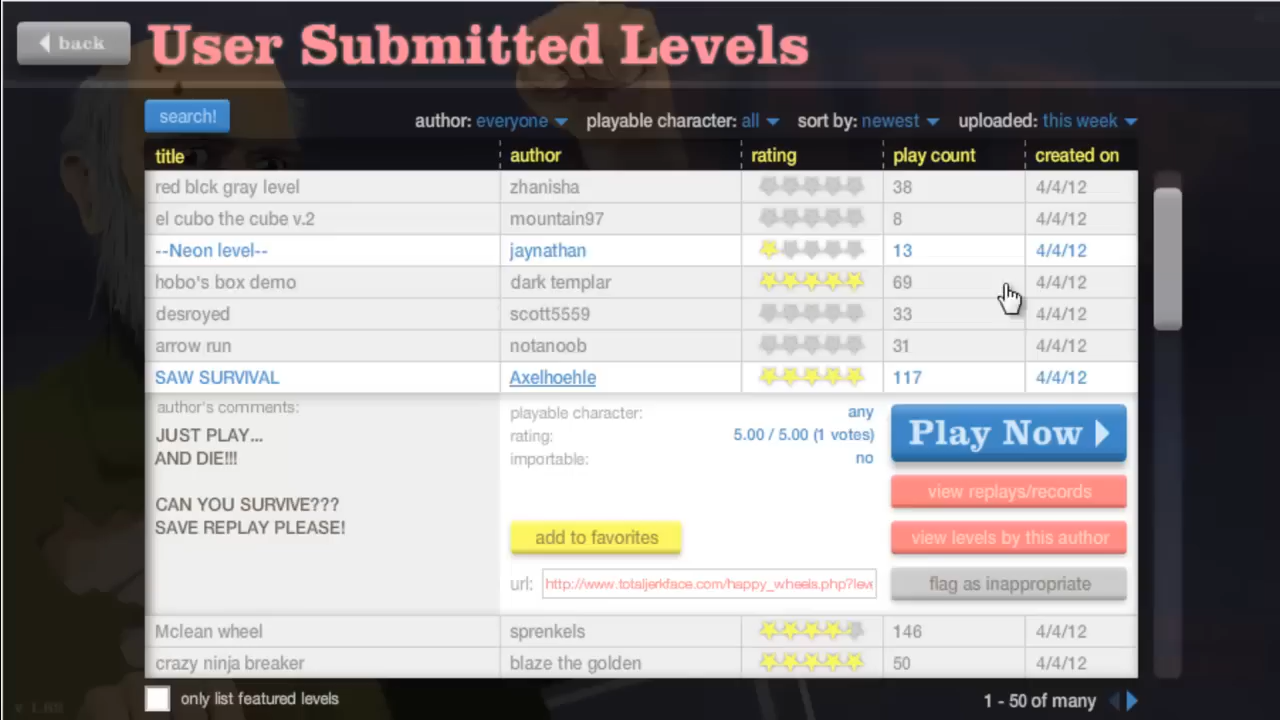 back
User Submitted Levels
search!
author: everyone playable character: all sort by: newest uploaded: this week
title author rating play count created on
red blck gray level zhanisha 38 4/4/12
el cubo the cube v.2 mountain97 8 4/4/12
--Neon level-- jaynathan 13 4/4/12
hobo's box demo dark templar 69 4/4/12
desroyed scott5559 33 4/4/12
arrow run notanoob 31 4/4/12
SAW SURVIVAL Axelhoehle 117 4/4/12
author's comments:
JUST PLAY...
AND DIE!!!
CAN YOU SURVIVE???
SAVE REPLAY PLEASE!
playable character: any
rating: 5.00 / 5.00 (1 votes)
importable: no
add to favorites
url: http://www.totaljerkface.com/happy_wheels.php?leve
Play Now
view replays/records
view levels by this author
flag as inappropriate
Mclean wheel sprenkels 146 4/4/12
crazy ninja breaker blaze the golden 50 4/4/12
only list featured levels
1 - 50 of many